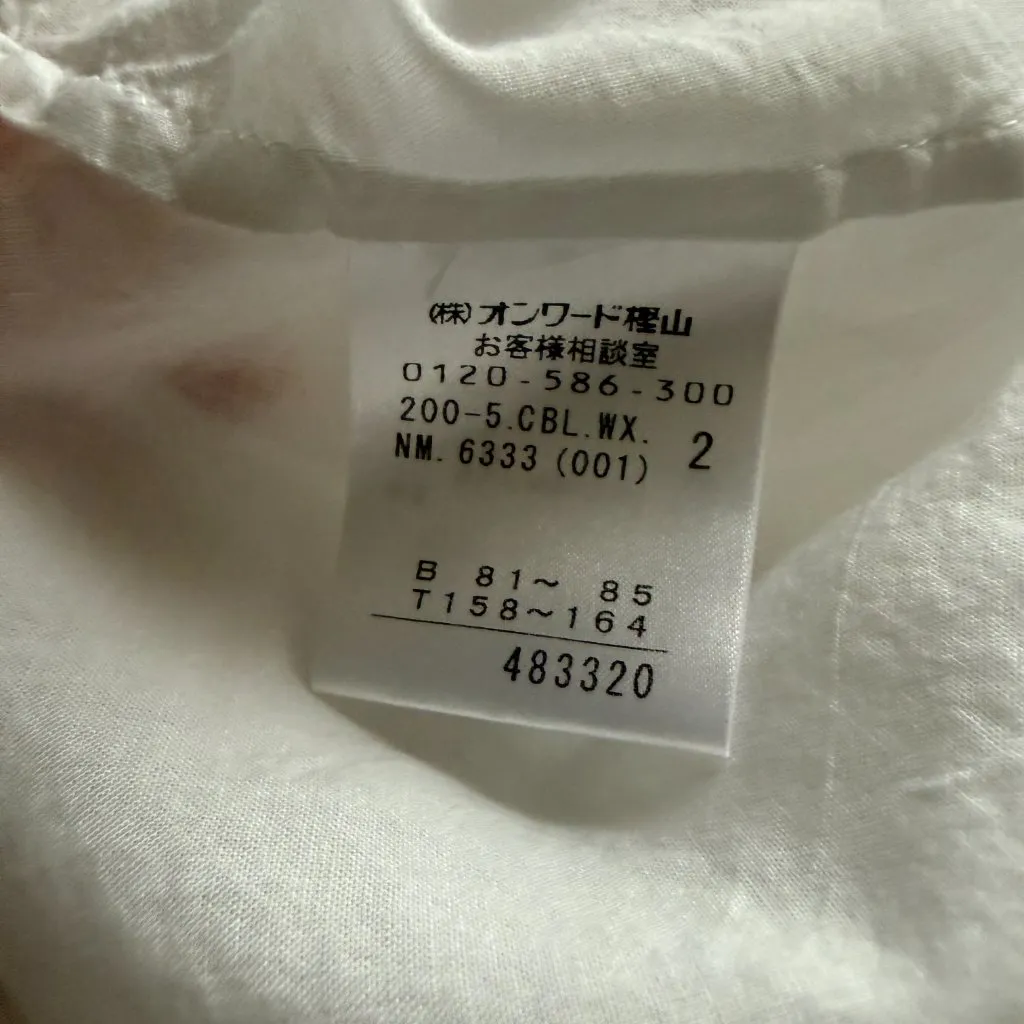 (株)オンワード樫山
お客様相談室
0120-586-300
200-5.CBL.WX. 2
NM. 6333 (001)
B 81~ 85
T158~164
483320